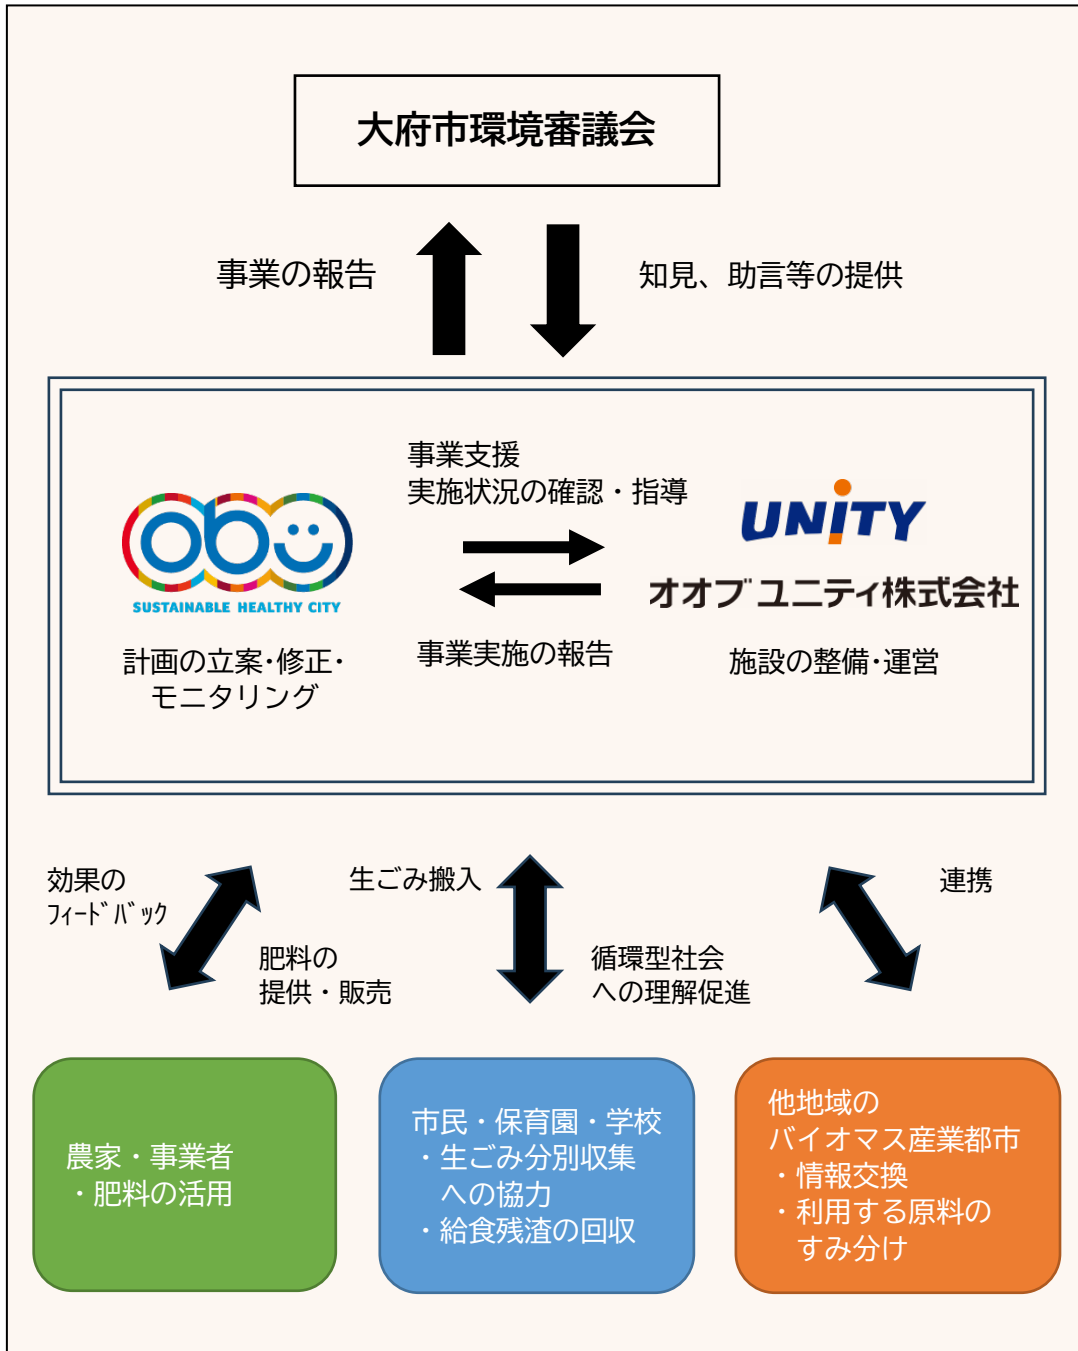 大府市環境審議会
事業の報告
知見、助言等の提供
事業支援
実施状況の確認・指導
obu
SUSTAINABLE HEALTHY CITY
UNiTY
オオブユニティ株式会社
計画の立案・修正・
モニタリング
事業実施の報告
施設の整備・運営
効果の
フィードバック
肥料の
提供・販売
生ごみ搬入
循環型社会
への理解促進
連携
農家・事業者
・肥料の活用
市民・保育園・学校
・生ごみ分別収集
への協力
・給食残渣の回収
他地域の
バイオマス産業都市
・情報交換
・利用する原料の
すみ分け